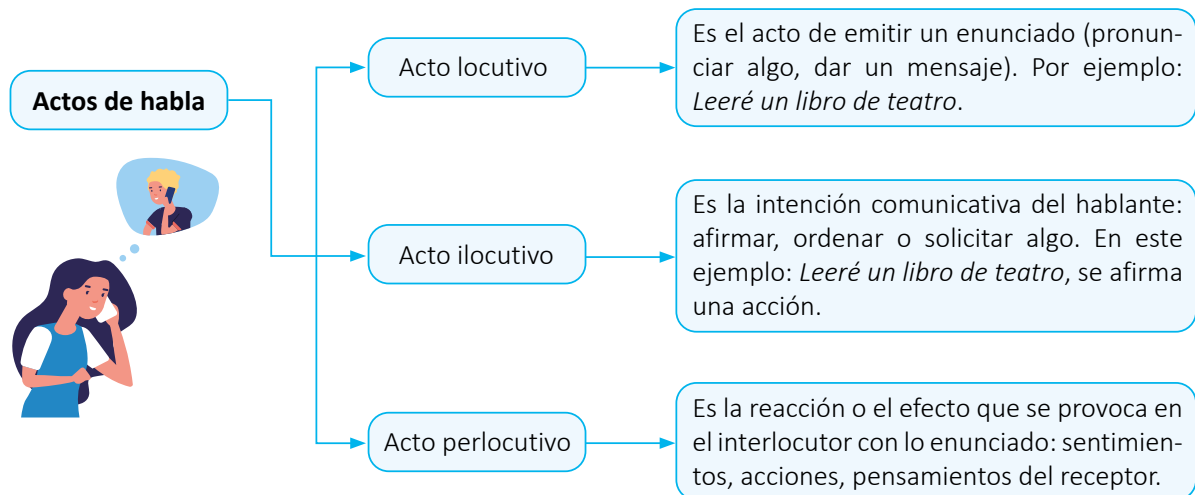 Actos de habla
Acto locutivo
Es el acto de emitir un enunciado (pronun-
ciar algo, dar un mensaje). Por ejemplo:
Leeré un libro de teatro.
Acto ilocutivo
Es la intención comunicativa del hablante:
afirmar, ordenar o solicitar algo. En este
ejemplo: Leeré un libro de teatro, se afirma
una acción.
Acto perlocutivo
Es la reacción o el efecto que se provoca en
el interlocutor con lo enunciado: sentimien-
tos, acciones, pensamientos del receptor.